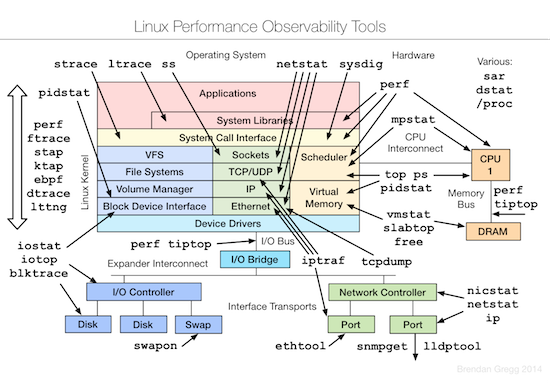 Linux Performance Observability Tools
Operating System
Hardware
Various:
sar
dstat
/proc
strace ltrace ss
netstat sysdig
pidstat
perf
Applications
System Libraries
System Call Interface
mpstat
CPU
Interconnect
Linux Kernel
perf
ftrace
stap
ktap
ebpf
dtrace
lttng
VFS
Sockets
Scheduler
File Systems
TCP/UDP
Volume Manager
IP
Virtual
Memory
Block Device Interface
Ethernet
Device Drivers
CPU
1
top ps
pidstat
Memory
Bus
perf
tiptop
vmstat
slabtop
free
DRAM
iostat
iotop
blktrace
perf tiptop
I/O Bus
Expander Interconnect
I/O Bridge
iptraf
tcpdump
I/O Controller
Interface Transports
Network Controller
nicstat
netstat
ip
Disk
Disk
Swap
Port
Port
swapon
ethtool
snmpget
lldptool
Brendan Gregg 2014